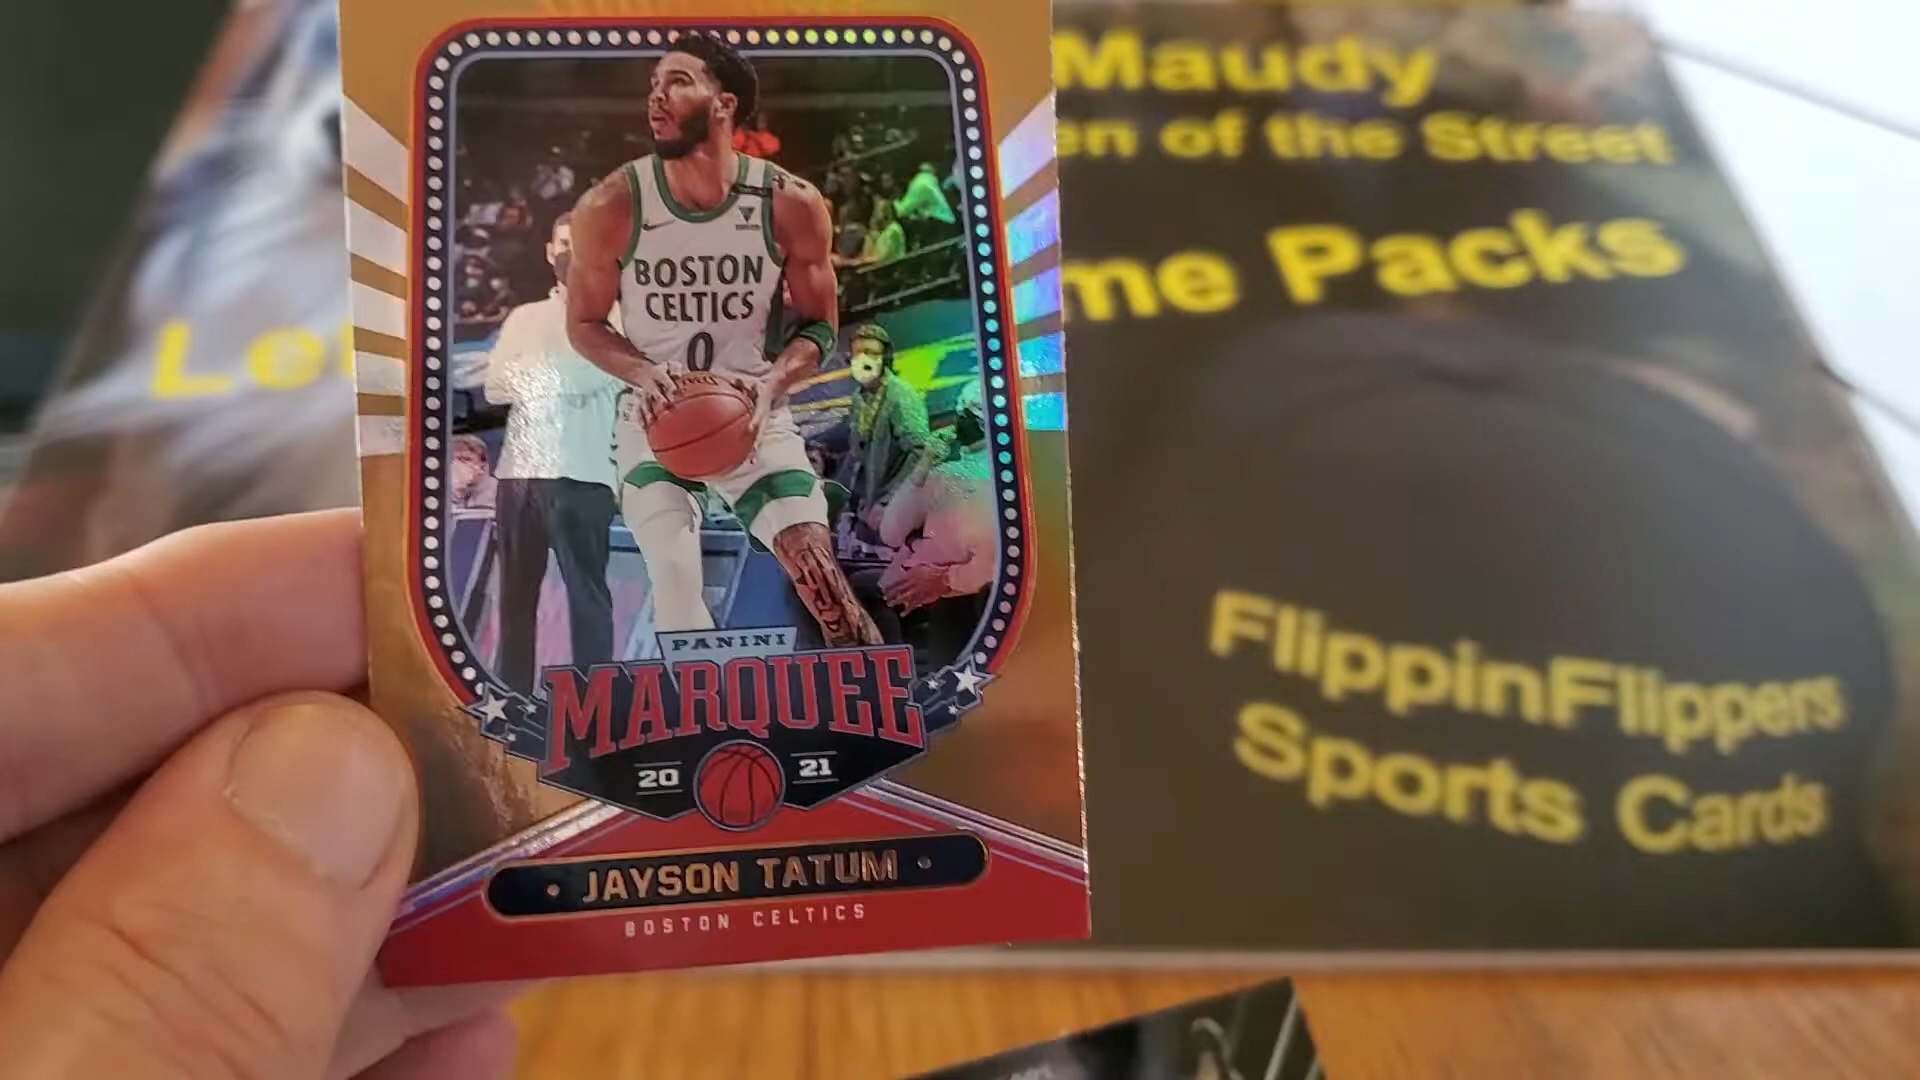 Maudy
en of the Street
Le
me Packs
BOSTON
CELTICS
0
PANINI
MARQUEE
20 21
JAYSON TATUM
BOSTON CELTICS
FlippinFlippers
Sports Cards